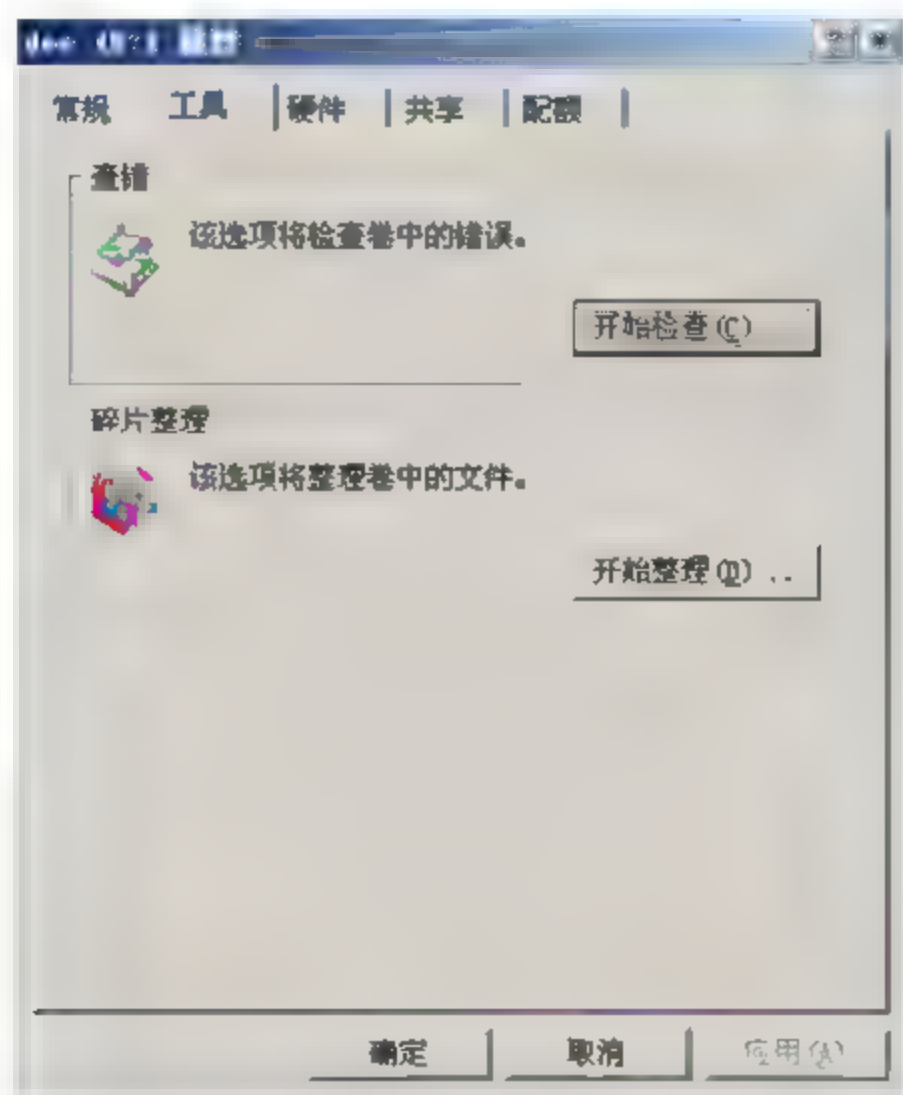 常规 工具 硬件 共享 配额
查错
该选项将检查卷中的错误。
开始检查(C)
碎片整理
该选项将整理卷中的文件。
开始整理(D)..
确定 取消 应用(A)